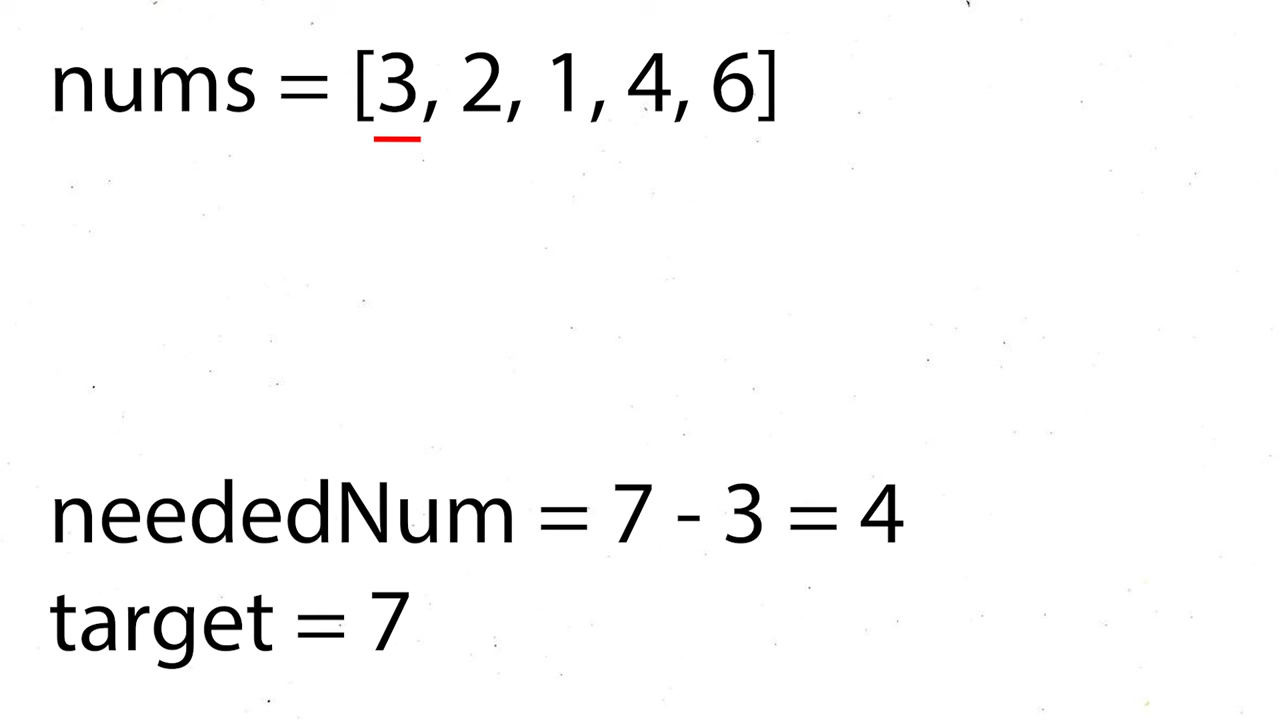 nums = [3, 2, 1, 4, 6]
neededNum = 7 - 3 = 4
target = 7